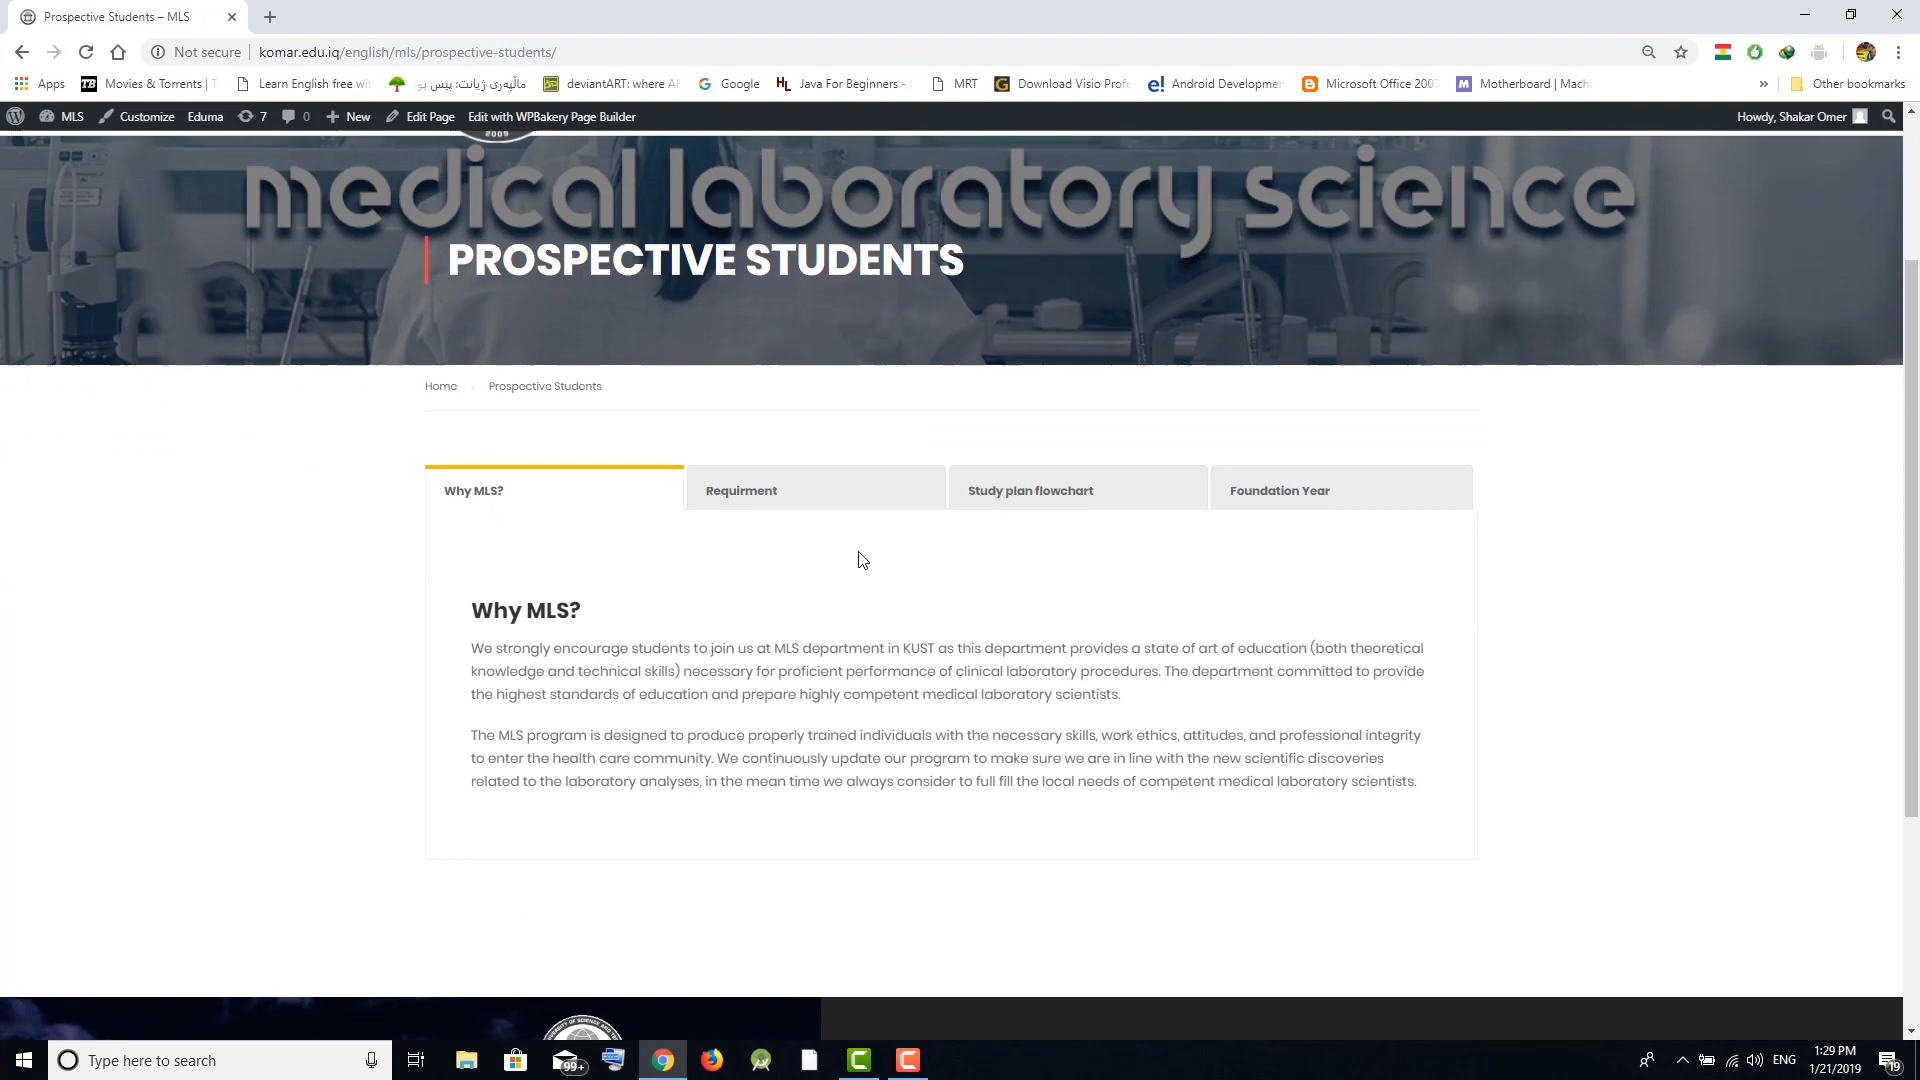 Prospective Students – MLS
Not secure komar.edu.iq/english/mls/prospective-students/
Apps Movies & Torrents | T Learn English free wit ماڵپەری ژیانت: پیس بو deviantART: where A Google Java For Beginners - MRT Download Visio Profe Android Developmen Microsoft Office 2007 Motherboard | Mach » Other bookmarks
MLS Customize Eduma 7 0 New Edit Page Edit with WPBakery Page Builder Howdy, Shakar Omer
2009
medical laboratory science
PROSPECTIVE STUDENTS
Home Prospective Students
Why MLS? Requirment Study plan flowchart Foundation Year
Why MLS?
We strongly encourage students to join us at MLS department in KUST as this department provides a state of art of education (both theoretical
knowledge and technical skills) necessary for proficient performance of clinical laboratory procedures. The department committed to provide
the highest standards of education and prepare highly competent medical laboratory scientists.
The MLS program is designed to produce properly trained individuals with the necessary skills, work ethics, attitudes, and professional integrity
to enter the health care community. We continuously update our program to make sure we are in line with the new scientific discoveries
related to the laboratory analyses, in the mean time we always consider to full fill the local needs of competent medical laboratory scientists.
Type here to search 99+ ENG 1:29 PM
1/21/2019 19